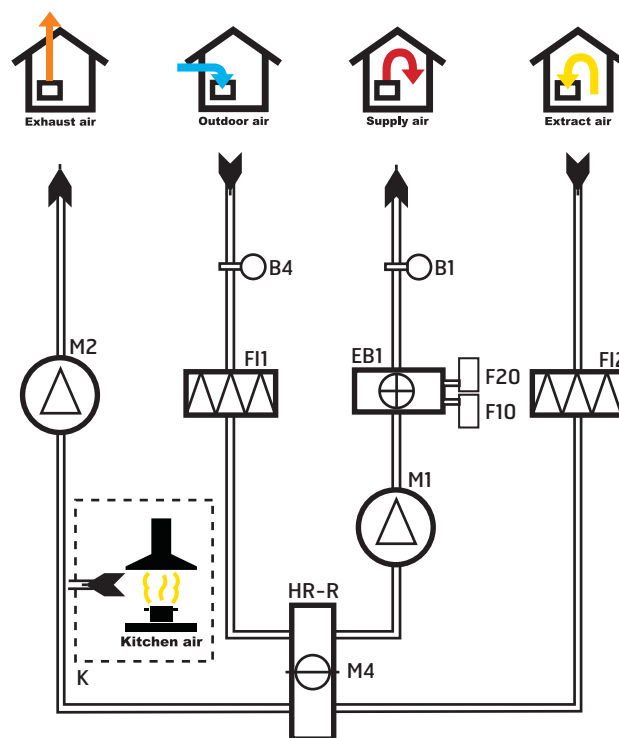 Exhaust air
Outdoor air
Supply air
Extract air
B4
B1
M2
FI1
EB1
F20
F10
FI2
M1
HR-R
Kitchen air
K
M4